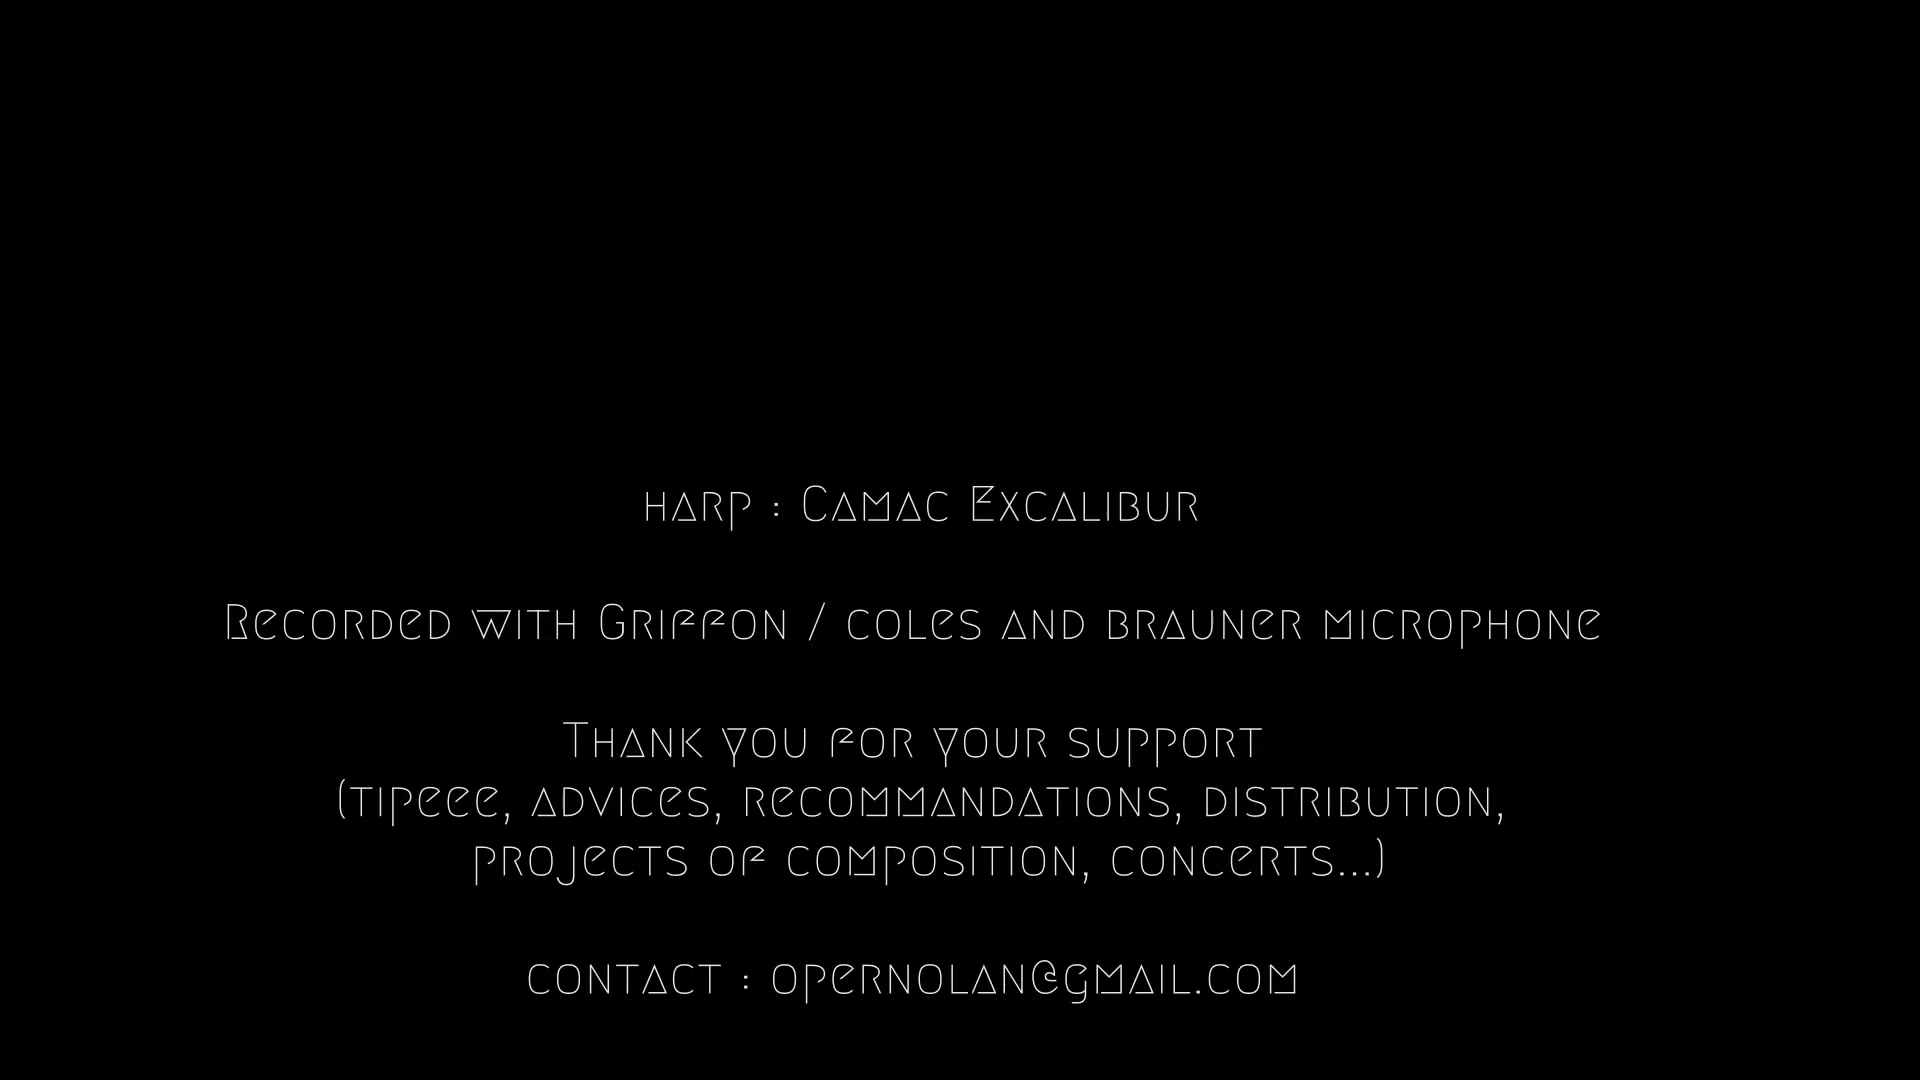 harp : Camac Excalibur
Recorded with Griffon / coles and brauner microphone
Thank you for your support
(tipeee, advices, recommandations, distribution,
projects of composition, concerts...)
contact : opernolan@gmail.com